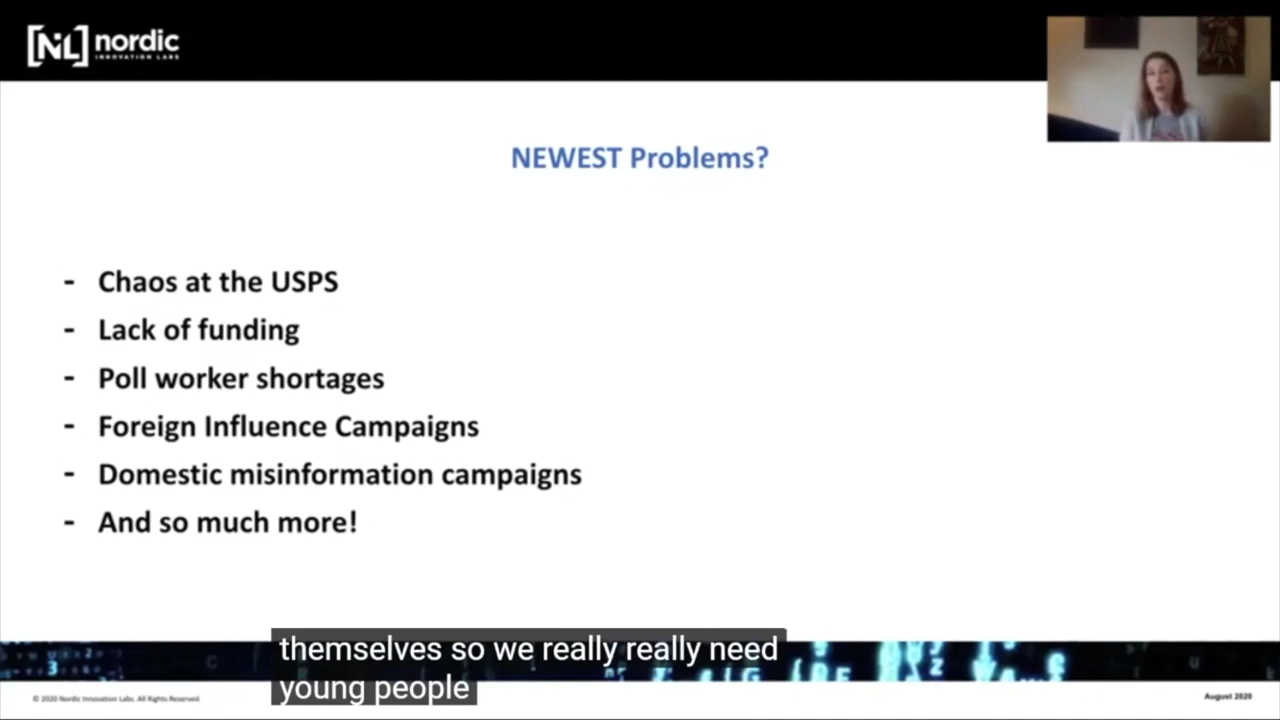 [NiL] nordic
INNOVATION LABS
NEWEST Problems?
- Chaos at the USPS
- Lack of funding
- Poll worker shortages
- Foreign Influence Campaigns
- Domestic misinformation campaigns
- And so much more!
themselves so we really really need
young people
© 2020 Nordic Innovation Labs. All Rights Reserved
August 2020